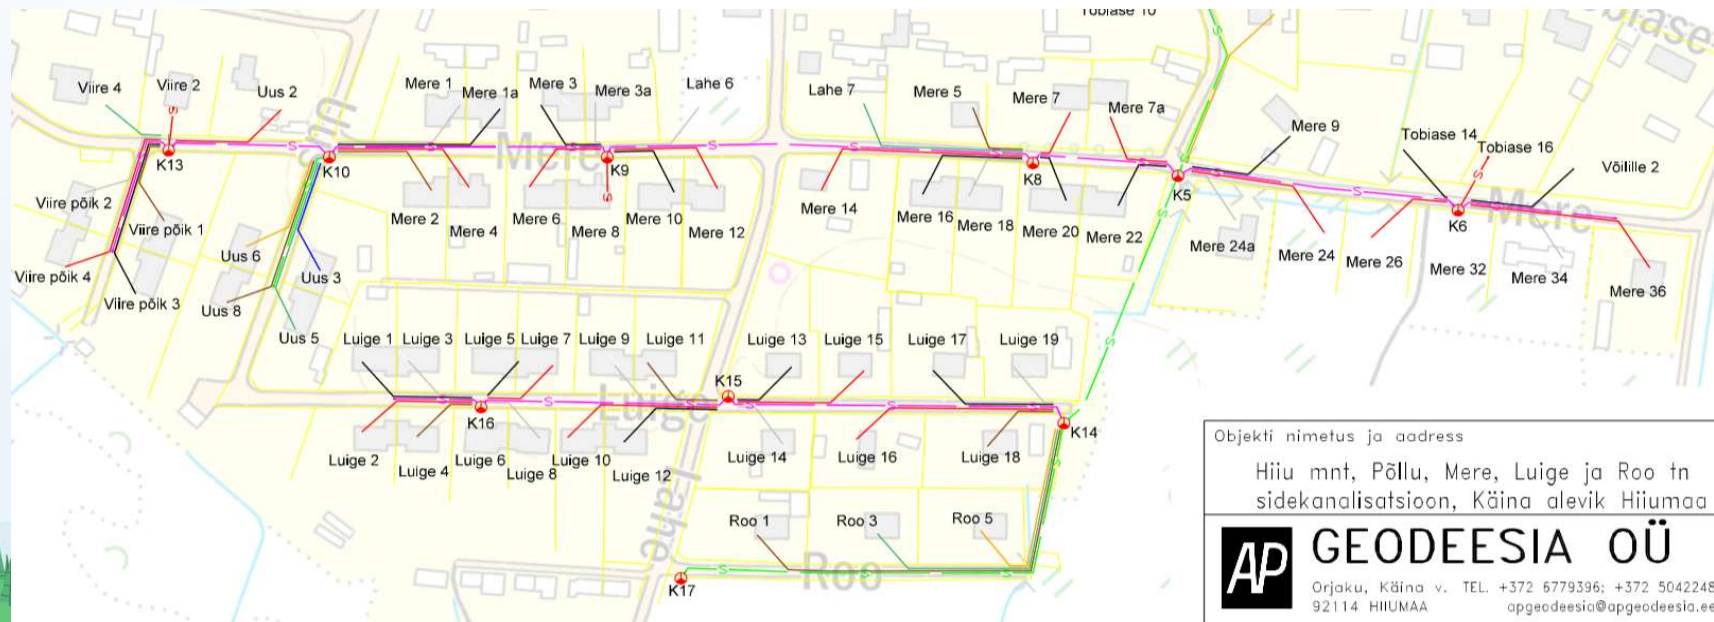 Tobiase 10
Tobiase
Viire 4
Viire 2
Uus 2
Mere 1
Mere 1a
Mere 3
Mere 3a
Lahe 6
Lahe 7
Mere 5
Mere 7
Mere 7a
Mere 9
Tobiase 14
Tobiase 16
Võilille 2
K13
Uus
K10
Mere
K9
K8
K5
K6
Mere
Viire põik 2
Viire põik 1
Viire põik 4
Viire põik 3
Uus 6
Uus 3
Uus 8
Uus 5
Mere 2
Mere 4
Mere 6
Mere 8
Mere 10
Mere 12
Mere 14
Mere 16
Mere 18
Mere 20
Mere 22
Mere 24a
Mere 24
Mere 26
Mere 32
Mere 34
Mere 36
Luige 1
Luige 3
Luige 5
Luige 7
Luige 9
Luige 11
Luige 13
Luige 15
Luige 17
Luige 19
K15
K16
Luige
K14
Luige 2
Luige 4
Luige 6
Luige 8
Luige 10
Luige 12
Luige 14
Luige 16
Luige 18
Lahe
Roo 1
Roo 3
Roo 5
K17
Roo
Objekti nimetus ja aadress
Hiiu mnt, Põllu, Mere, Luige ja Roo tn
sidekanalisatsioon, Käina alevik Hiiumaa
AP GEODEESIA OÜ
Orjaku, Käina v. TEL. +372 6779396; +372 5042248
92114 HIIUMAA apgeodeesia@apgeodeesia.ee